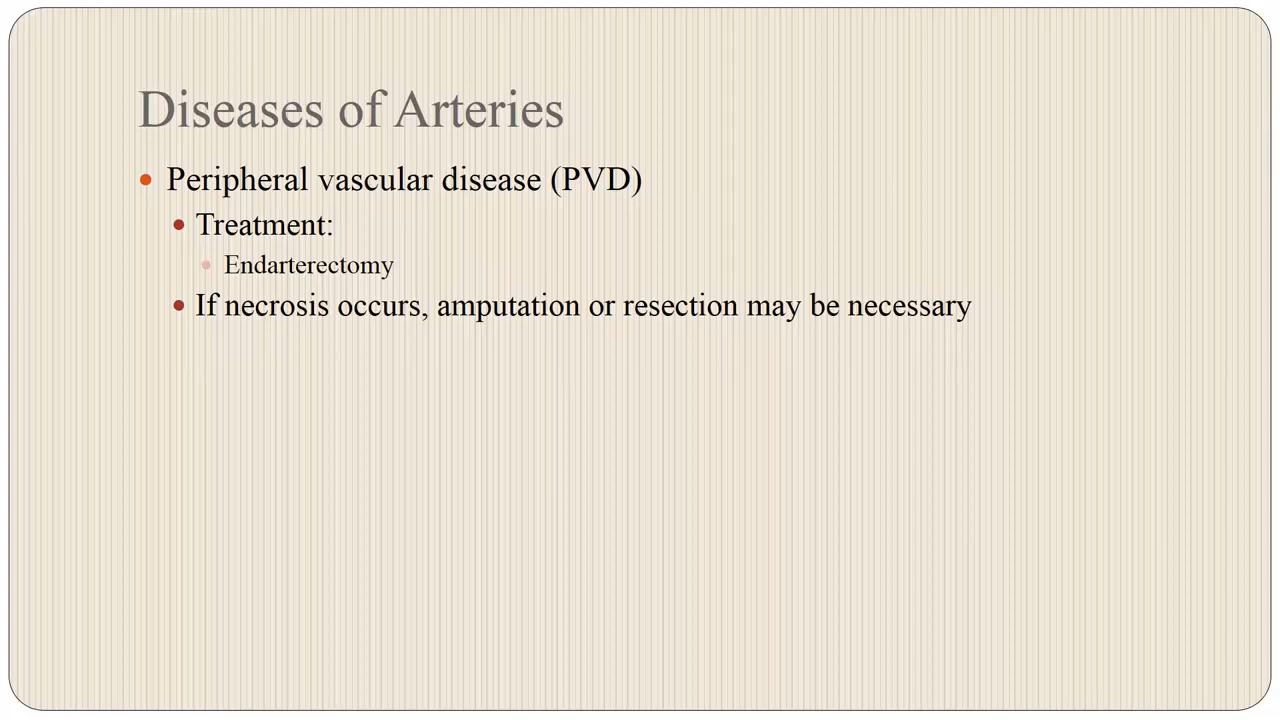 Diseases of Arteries
Peripheral vascular disease (PVD)
Treatment:
Endarterectomy
If necrosis occurs, amputation or resection may be necessary